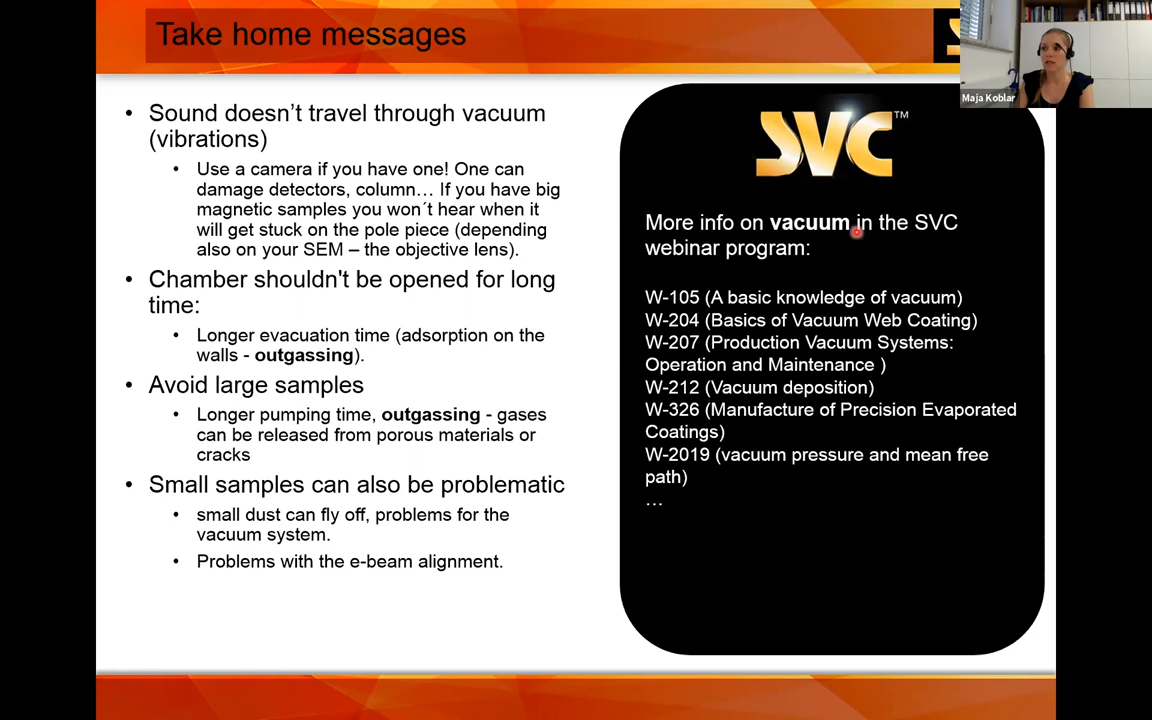 Take home messages
Maja Koblar
• Sound doesn’t travel through vacuum
(vibrations)
• Use a camera if you have one! One can
damage detectors, column… If you have big
magnetic samples you won´t hear when it
will get stuck on the pole piece (depending
also on your SEM – the objective lens).
• Chamber shouldn't be opened for long
time:
• Longer evacuation time (adsorption on the
walls - outgassing).
• Avoid large samples
• Longer pumping time, outgassing - gases
can be released from porous materials or
cracks
• Small samples can also be problematic
• small dust can fly off, problems for the
vacuum system.
• Problems with the e-beam alignment.
SVC™
More info on vacuum in the SVC
webinar program:
W-105 (A basic knowledge of vacuum)
W-204 (Basics of Vacuum Web Coating)
W-207 (Production Vacuum Systems:
Operation and Maintenance )
W-212 (Vacuum deposition)
W-326 (Manufacture of Precision Evaporated
Coatings)
W-2019 (vacuum pressure and mean free
path)
…